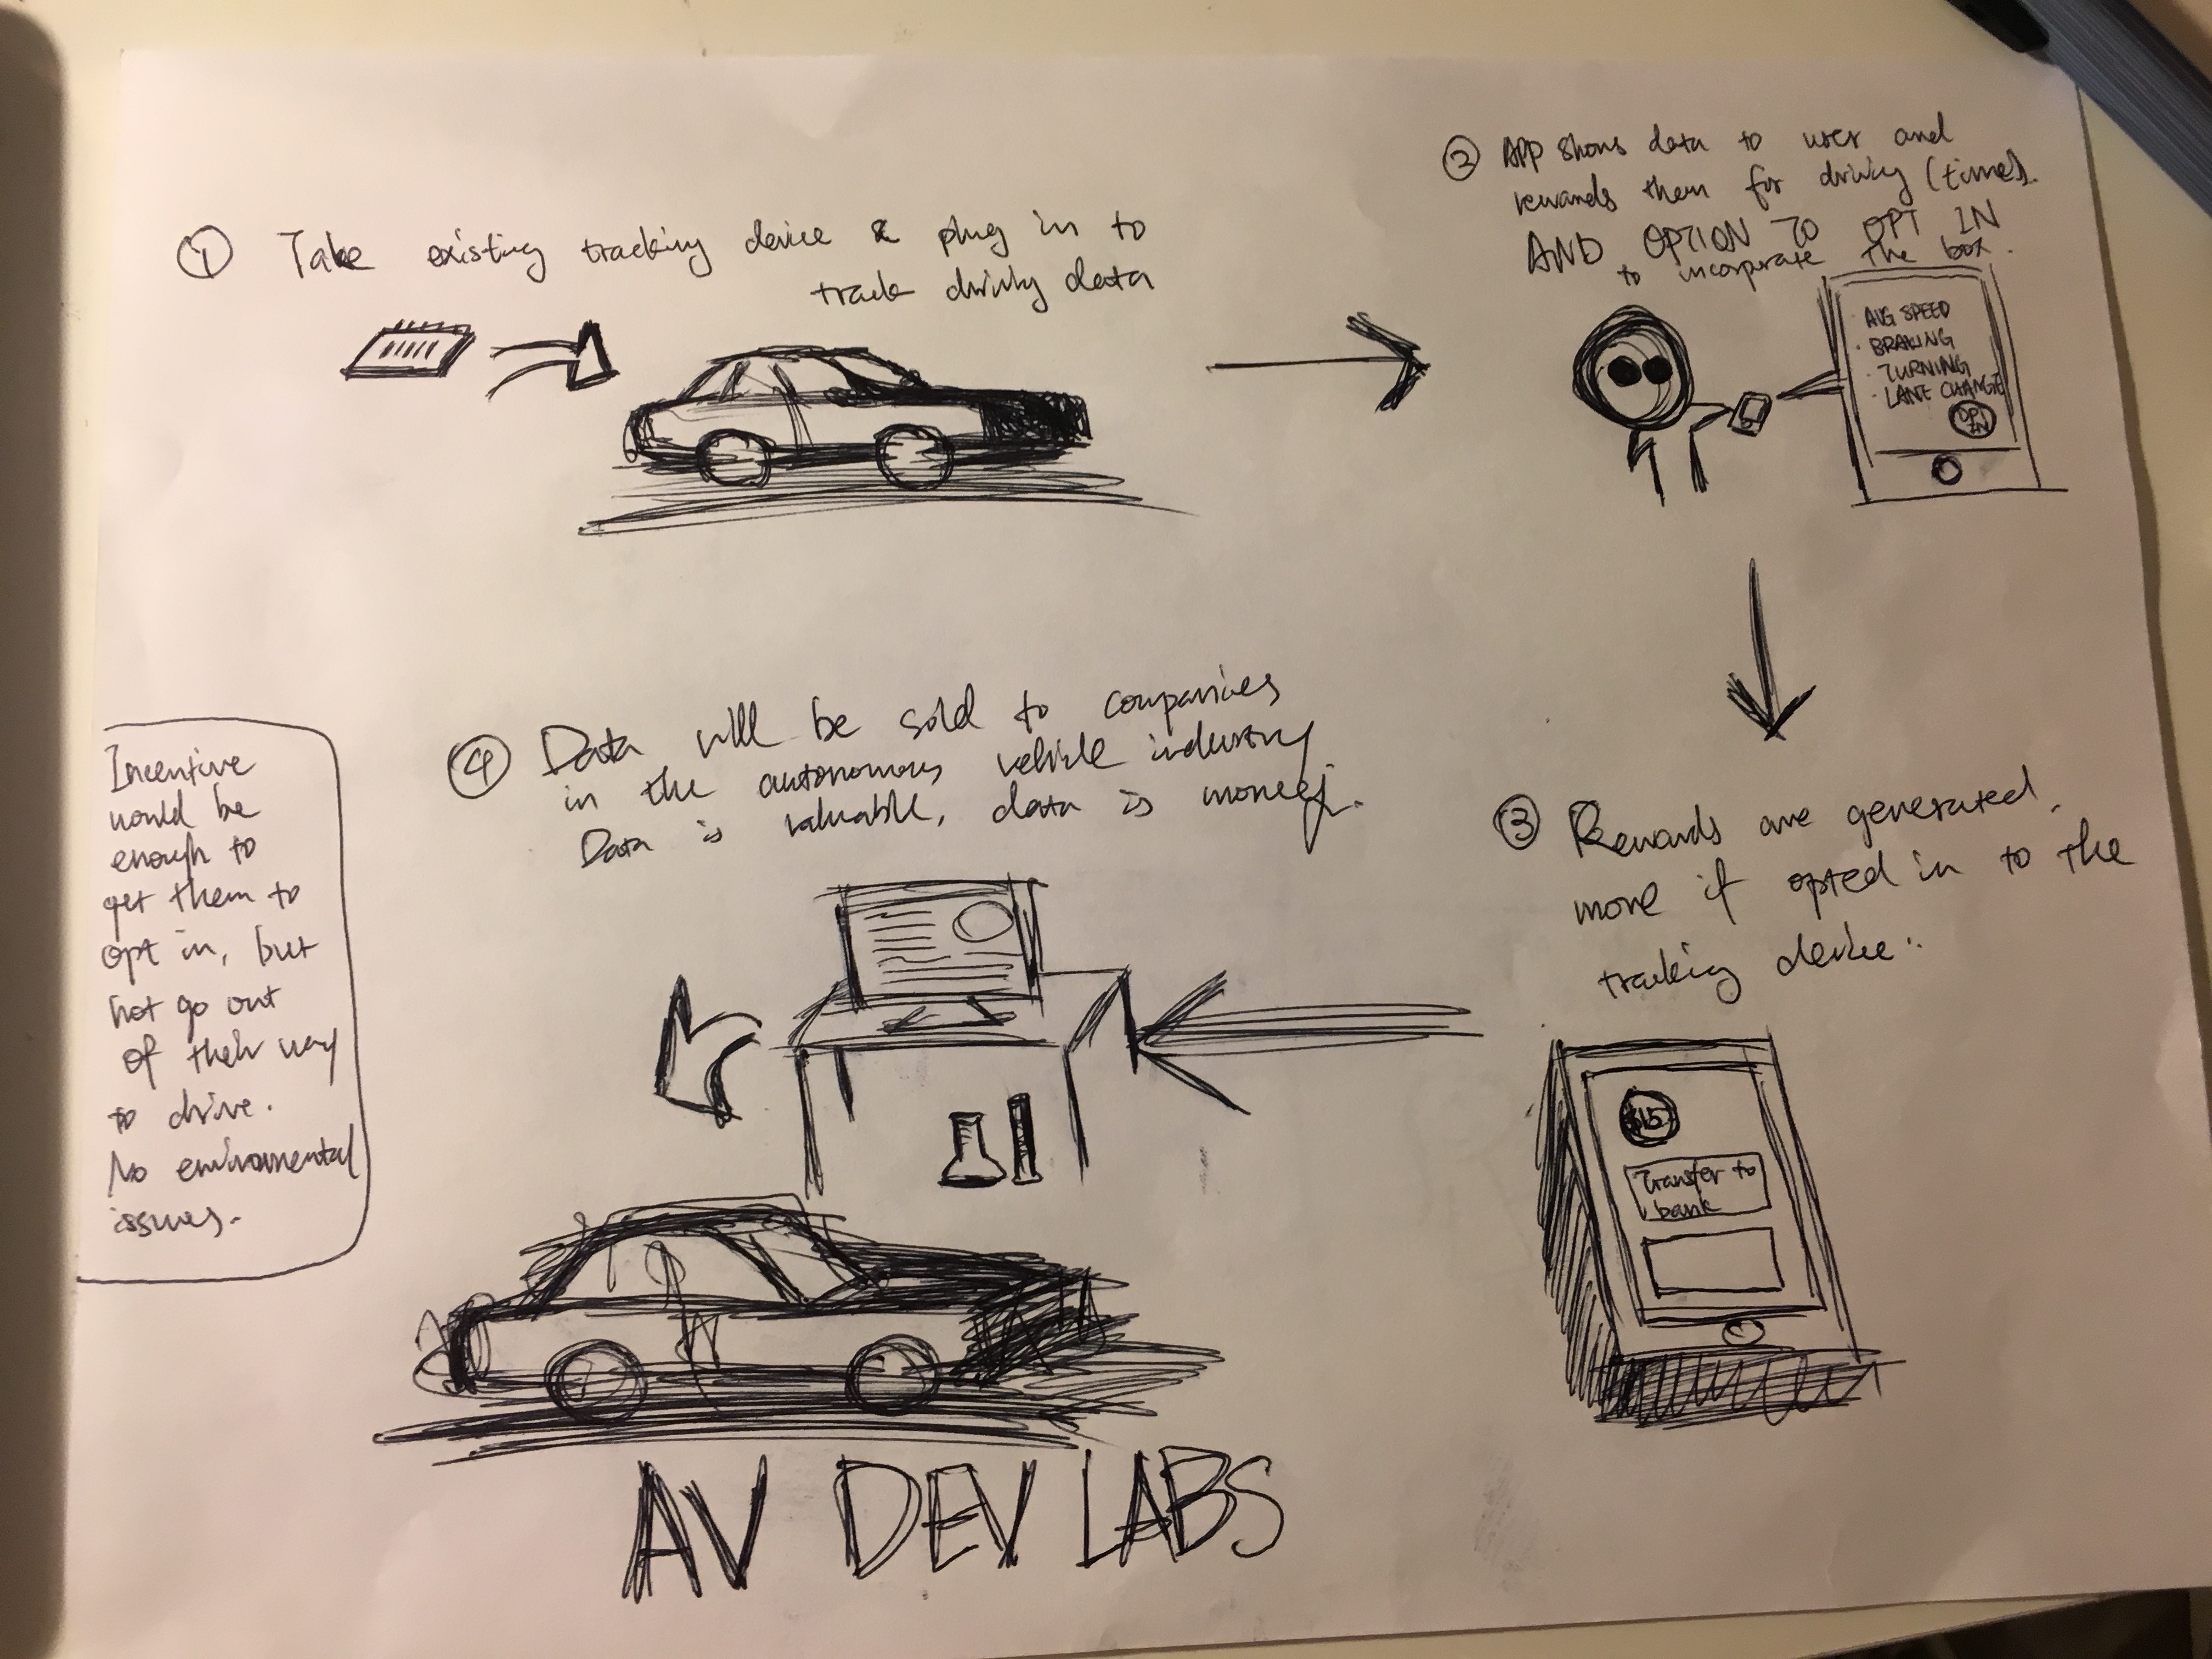 ① Take existing tracking device & plug in to
track driving data
② APP shows data to user and
rewards them for driving (times).
AND OPTION TO OPT IN
to incorporate the box.
AVG SPEED
· BRAKING
· TURNING
· LANE CHANGE
OPT
IN
③ Rewards are generated,
more if opted in to the
tracking device.
$15
Transfer to
bank
④ Data will be sold to companies
in the autonomous vehicle industry
Data is valuable, data is money.
AV DEV LABS
Incentive
would be
enough to
get them to
opt in, but
not go out
of their way
to drive.
No enviromental
issues.